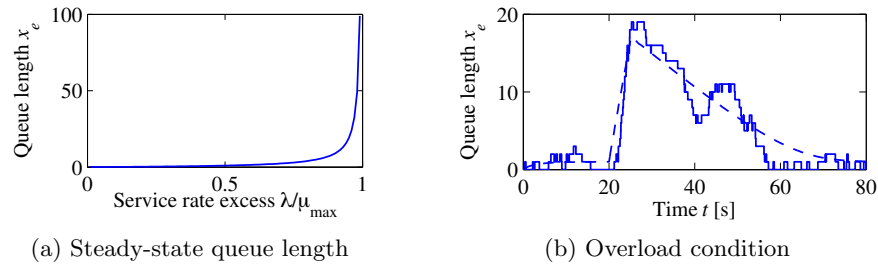 Queue length x_e
100
50
0
0
0.5
1
Service rate excess λ/μ_max
(a) Steady-state queue length
Queue length x_e
20
10
0
0
20
40
60
80
Time t [s]
(b) Overload condition